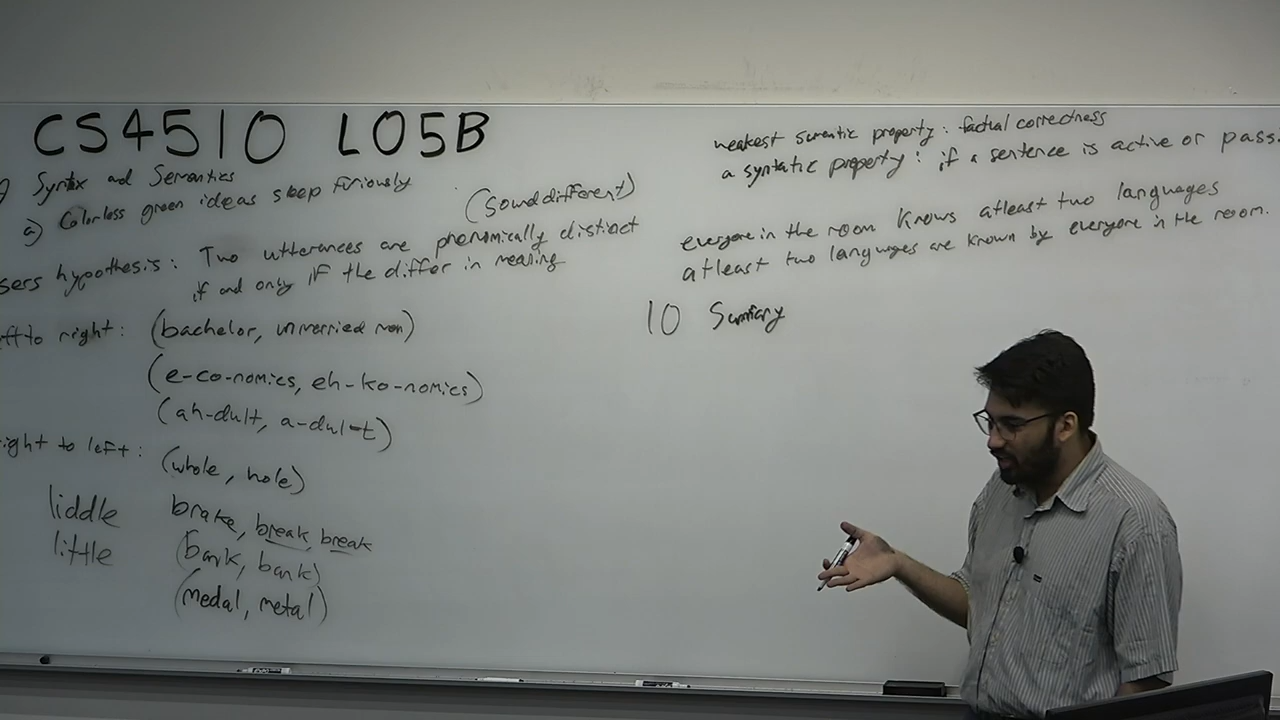 CS4510 L05B
Syntax and Semantics
a) Colorless green ideas sleep furiously
(sound different)
sers hypothesis: Two utterances are phonomically distinct
if and only if the differ in meaning
ft to right: (bachelor, unmerried man)
(e-co-nomics, eh-ko-nomics)
(ah-dult, a-dul-t)
ight to left: (whole, hole)
liddle brake, break, break
little (bank, bank)
(medal, metal)
weakest semantic property: factual correctness
a syntatic property: if a sentence is active or pass.
everyone in the room knows atleast two languages
atleast two languages are known by everyone in the room.
10 Summary